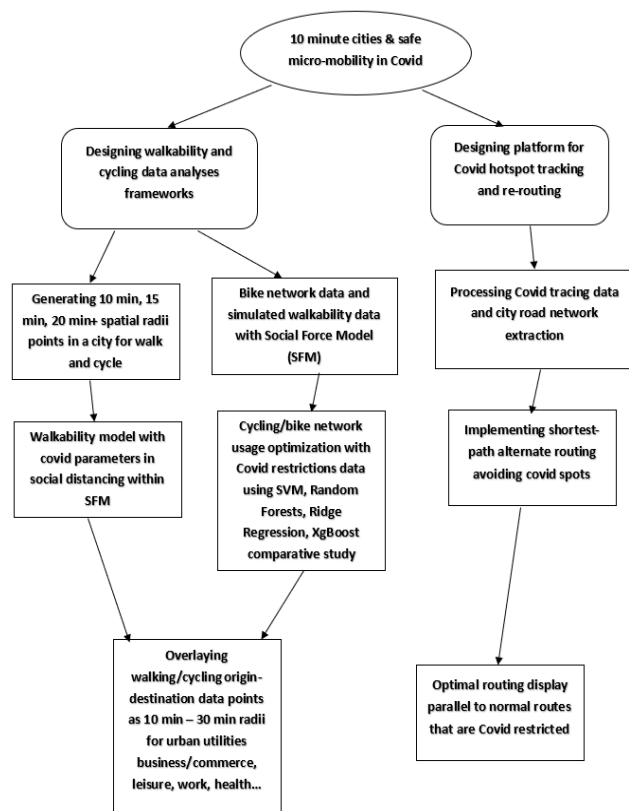 10 minute cities & safe
micro-mobility in Covid
Designing walkability and
cycling data analyses
frameworks
Designing platform for
Covid hotspot tracking
and re-routing
Generating 10 min, 15
min, 20 min+ spatial radii
points in a city for walk
and cycle
Bike network data and
simulated walkability data
with Social Force Model
(SFM)
Processing Covid tracing data
and city road network
extraction
Walkability model with
covid parameters in
social distancing within
SFM
Cycling/bike network
usage optimization with
Covid restrictions data
using SVM, Random
Forests, Ridge
Regression, XgBoost
comparative study
Implementing shortest-
path alternate routing
avoiding covid spots
Overlaying
walking/cycling origin-
destination data points
as 10 min – 30 min radii
for urban utilities
business/commerce,
leisure, work, health...
Optimal routing display
parallel to normal routes
that are Covid restricted